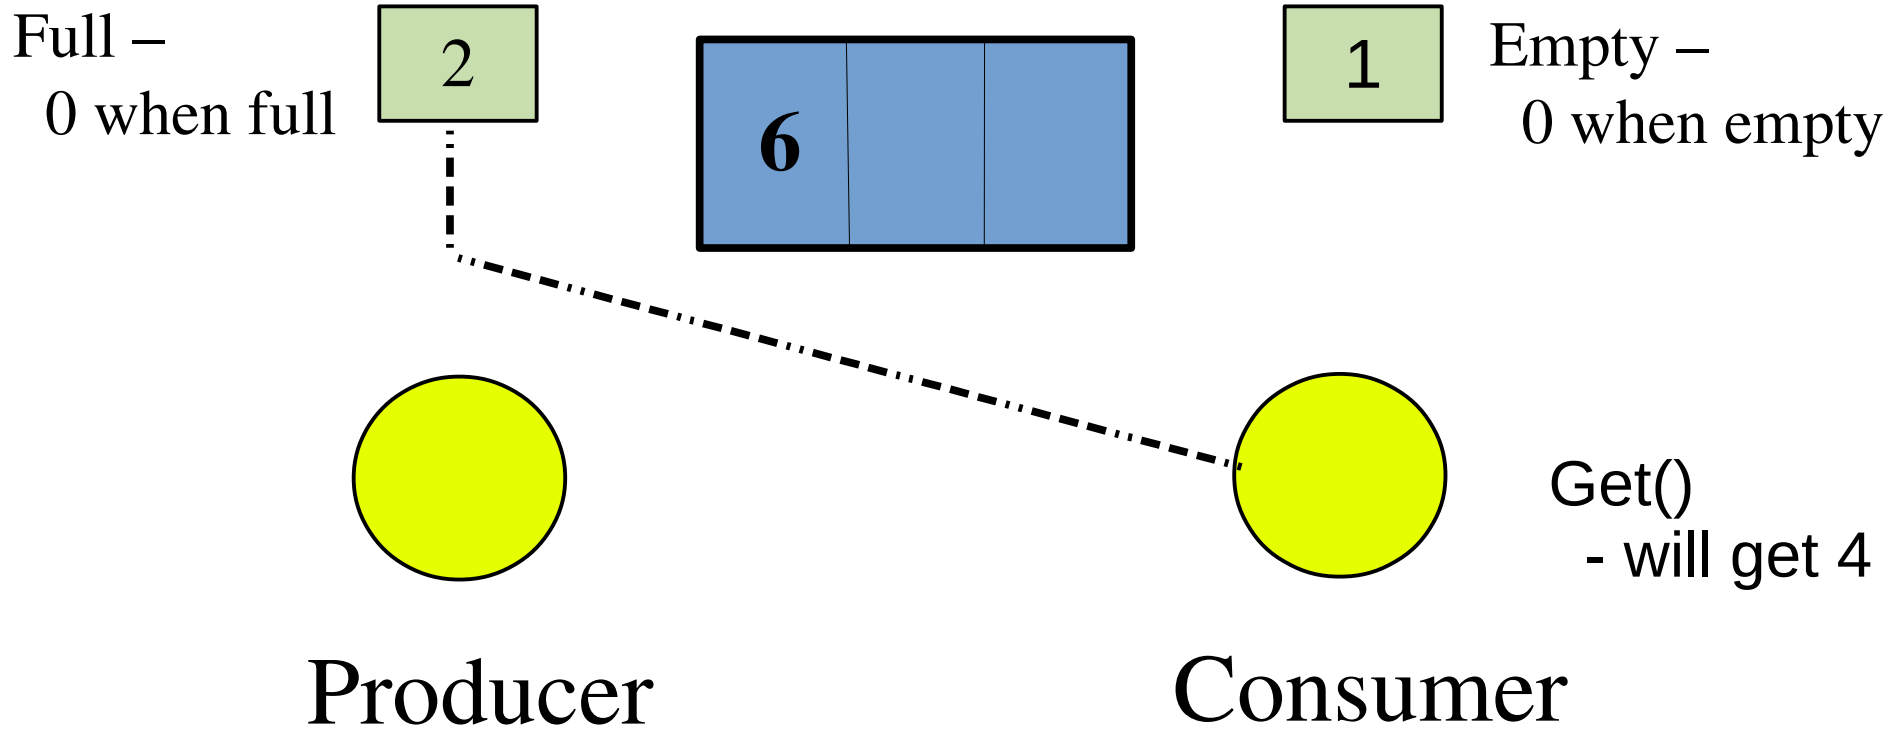 Full –
0 when full
2
6
1
Empty –
0 when empty
Get()
- will get 4
Producer
Consumer